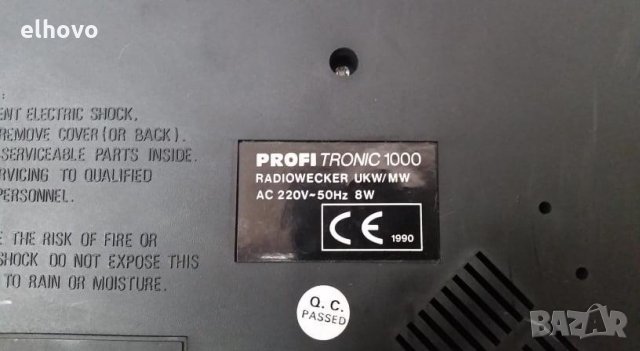 elhovo
:
ENT ELECTRIC SHOCK,
REMOVE COVER (OR BACK).
-SERVICEABLE PARTS INSIDE.
RVICING TO QUALIFIED
PERSONNEL.
E THE RISK OF FIRE OR
SHOCK DO NOT EXPOSE THIS
TO RAIN OR MOISTURE.
PROFI TRONIC 1000
RADIOWECKER UKW/MW
AC 220V~50Hz 8W
CE 1990
Q.C.
PASSED
BAZAR